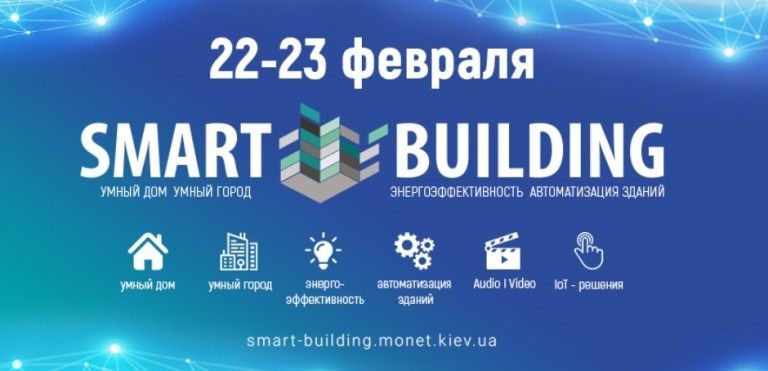 22-23 февраля
SMART BUILDING
УМНЫЙ ДОМ УМНЫЙ ГОРОД
ЭНЕРГОЭФФЕКТИВНОСТЬ АВТОМАТИЗАЦИЯ ЗДАНИЙ
умный дом
умный город
энерго-
эффективность
автоматизация
зданий
Audio I Video
IoT - решения
smart-building.monet.kiev.ua